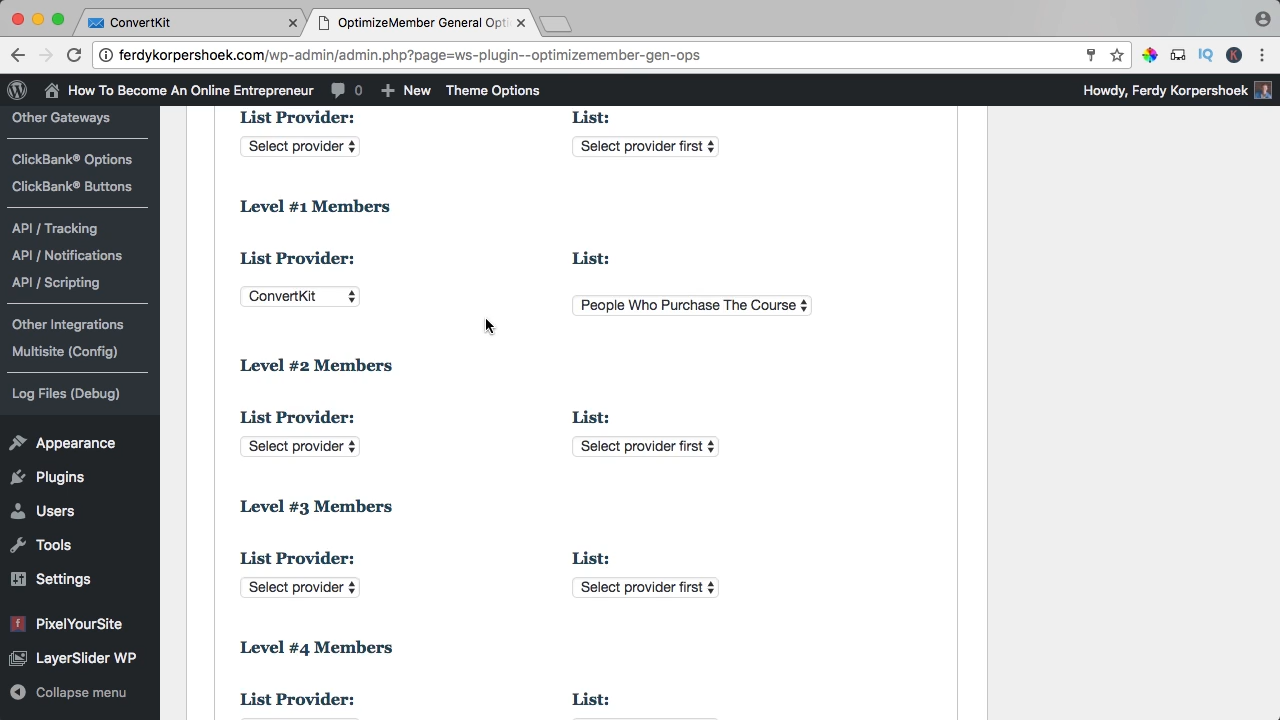 ConvertKit
OptimizeMember General Opti
ferdykorpershoek.com/wp-admin/admin.php?page=ws-plugin--optimizemember-gen-ops
How To Become An Online Entrepreneur 0 New Theme Options Howdy, Ferdy Korpershoek
Other Gateways
ClickBank® Options
ClickBank® Buttons
API / Tracking
API / Notifications
API / Scripting
Other Integrations
Multisite (Config)
Log Files (Debug)
Appearance
Plugins
Users
Tools
Settings
PixelYourSite
LayerSlider WP
Collapse menu
List Provider: List:
Select provider Select provider first
Level #1 Members
List Provider: List:
ConvertKit People Who Purchase The Course
Level #2 Members
List Provider: List:
Select provider Select provider first
Level #3 Members
List Provider: List:
Select provider Select provider first
Level #4 Members
List Provider: List: